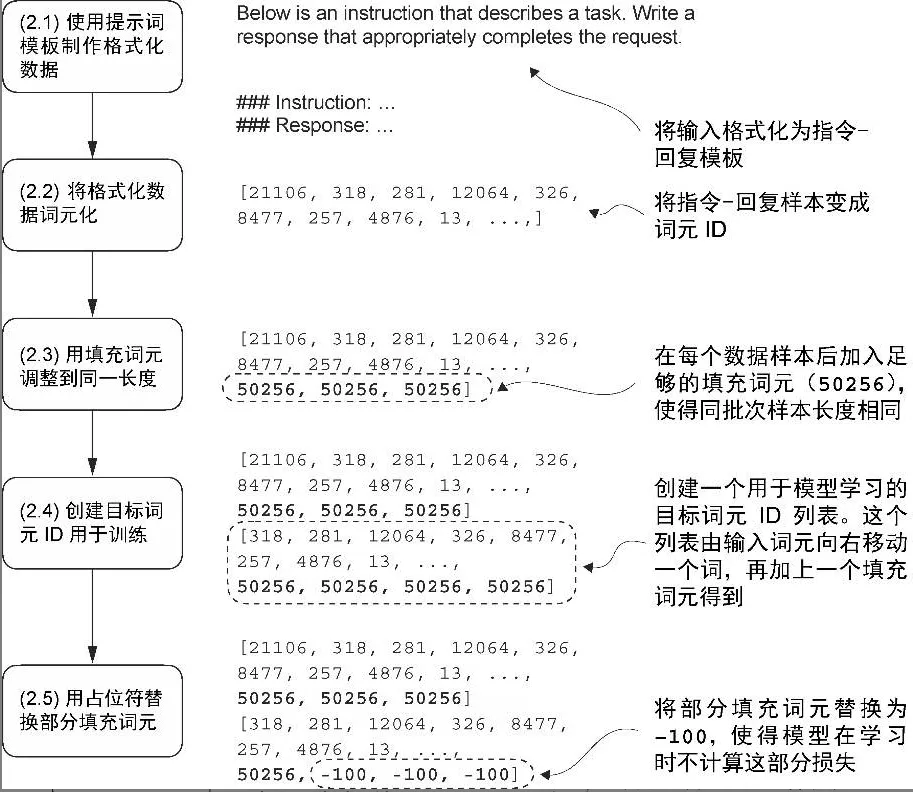 (2.1) 使用提示词
模板制作格式化
数据
Below is an instruction that describes a task. Write a
response that appropriately completes the request.
### Instruction: ...
### Response: ...
将输入格式化为指令-
回复模板
(2.2) 将格式化数
据词元化
[21106, 318, 281, 12064, 326,
8477, 257, 4876, 13, ...,]
将指令-回复样本变成
词元 ID
(2.3) 用填充词元
调整到同一长度
[21106, 318, 281, 12064, 326,
8477, 257, 4876, 13, ...,
50256, 50256, 50256]
在每个数据样本后加入足
够的填充词元（50256），
使得同批次样本长度相同
(2.4) 创建目标词
元 ID 用于训练
[21106, 318, 281, 12064, 326,
8477, 257, 4876, 13, ...,
50256, 50256, 50256]
[318, 281, 12064, 326, 8477,
257, 4876, 13, ...,
50256, 50256, 50256, 50256]
创建一个用于模型学习的
目标词元 ID 列表。这个
列表由输入词元向右移动
一个词，再加上一个填充
词元得到
(2.5) 用占位符替
换部分填充词元
[21106, 318, 281, 12064, 326,
8477, 257, 4876, 13, ...,
50256, 50256, 50256]
[318, 281, 12064, 326, 8477,
257, 4876, 13, ...,
50256, -100, -100, -100]
将部分填充词元替换为
-100，使得模型在学习
时不计算这部分损失